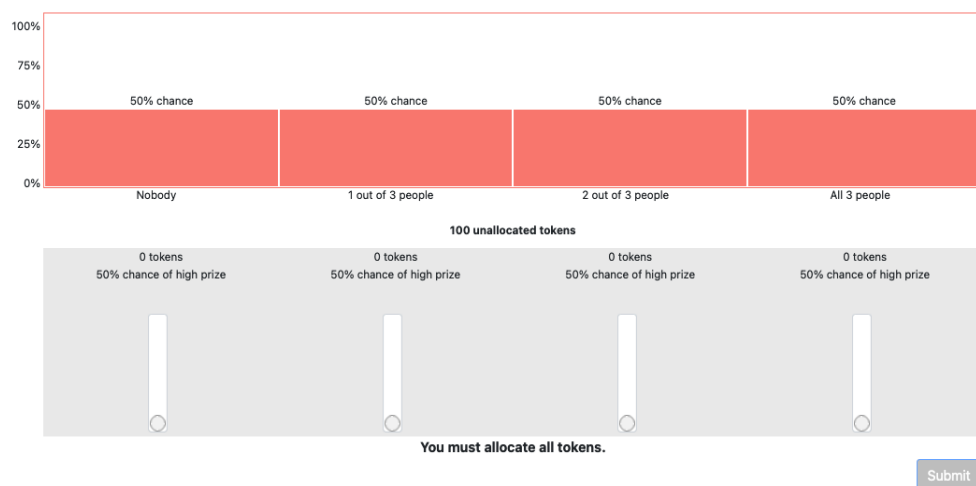 100%
75%
50%
25%
0%
50% chance 50% chance 50% chance 50% chance
Nobody 1 out of 3 people 2 out of 3 people All 3 people
100 unallocated tokens
0 tokens 0 tokens 0 tokens 0 tokens
50% chance of high prize 50% chance of high prize 50% chance of high prize 50% chance of high prize
You must allocate all tokens.
Submit